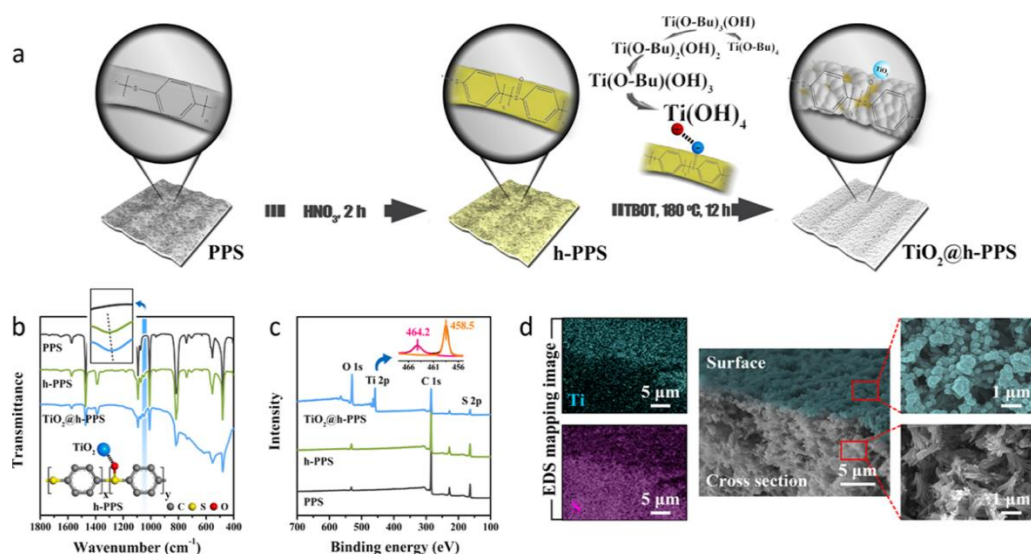 a
Ti(O-Bu)3(OH)
Ti(O-Bu)2(OH)2
Ti(O-Bu)4
Ti(O-Bu)(OH)3
Ti(OH)4
TiO2
HNO3, 2 h
TBOT, 180 °C, 12 h
PPS
h-PPS
TiO2@h-PPS
b
PPS
h-PPS
TiO2@h-PPS
TiO2
x
y
h-PPS
C S O
Transmittance
1800 1600 1400 1200 1000 800 600 400
Wavenumber (cm-1)
c
464.2
458.5
466 461 456
O 1s
Ti 2p
C 1s
S 2p
TiO2@h-PPS
h-PPS
PPS
Intensity
700 600 500 400 300 200 100
Binding energy (eV)
d
EDS mapping image
Ti
5 μm
S
5 μm
Surface
Cross section
5 μm
1 μm
1 μm